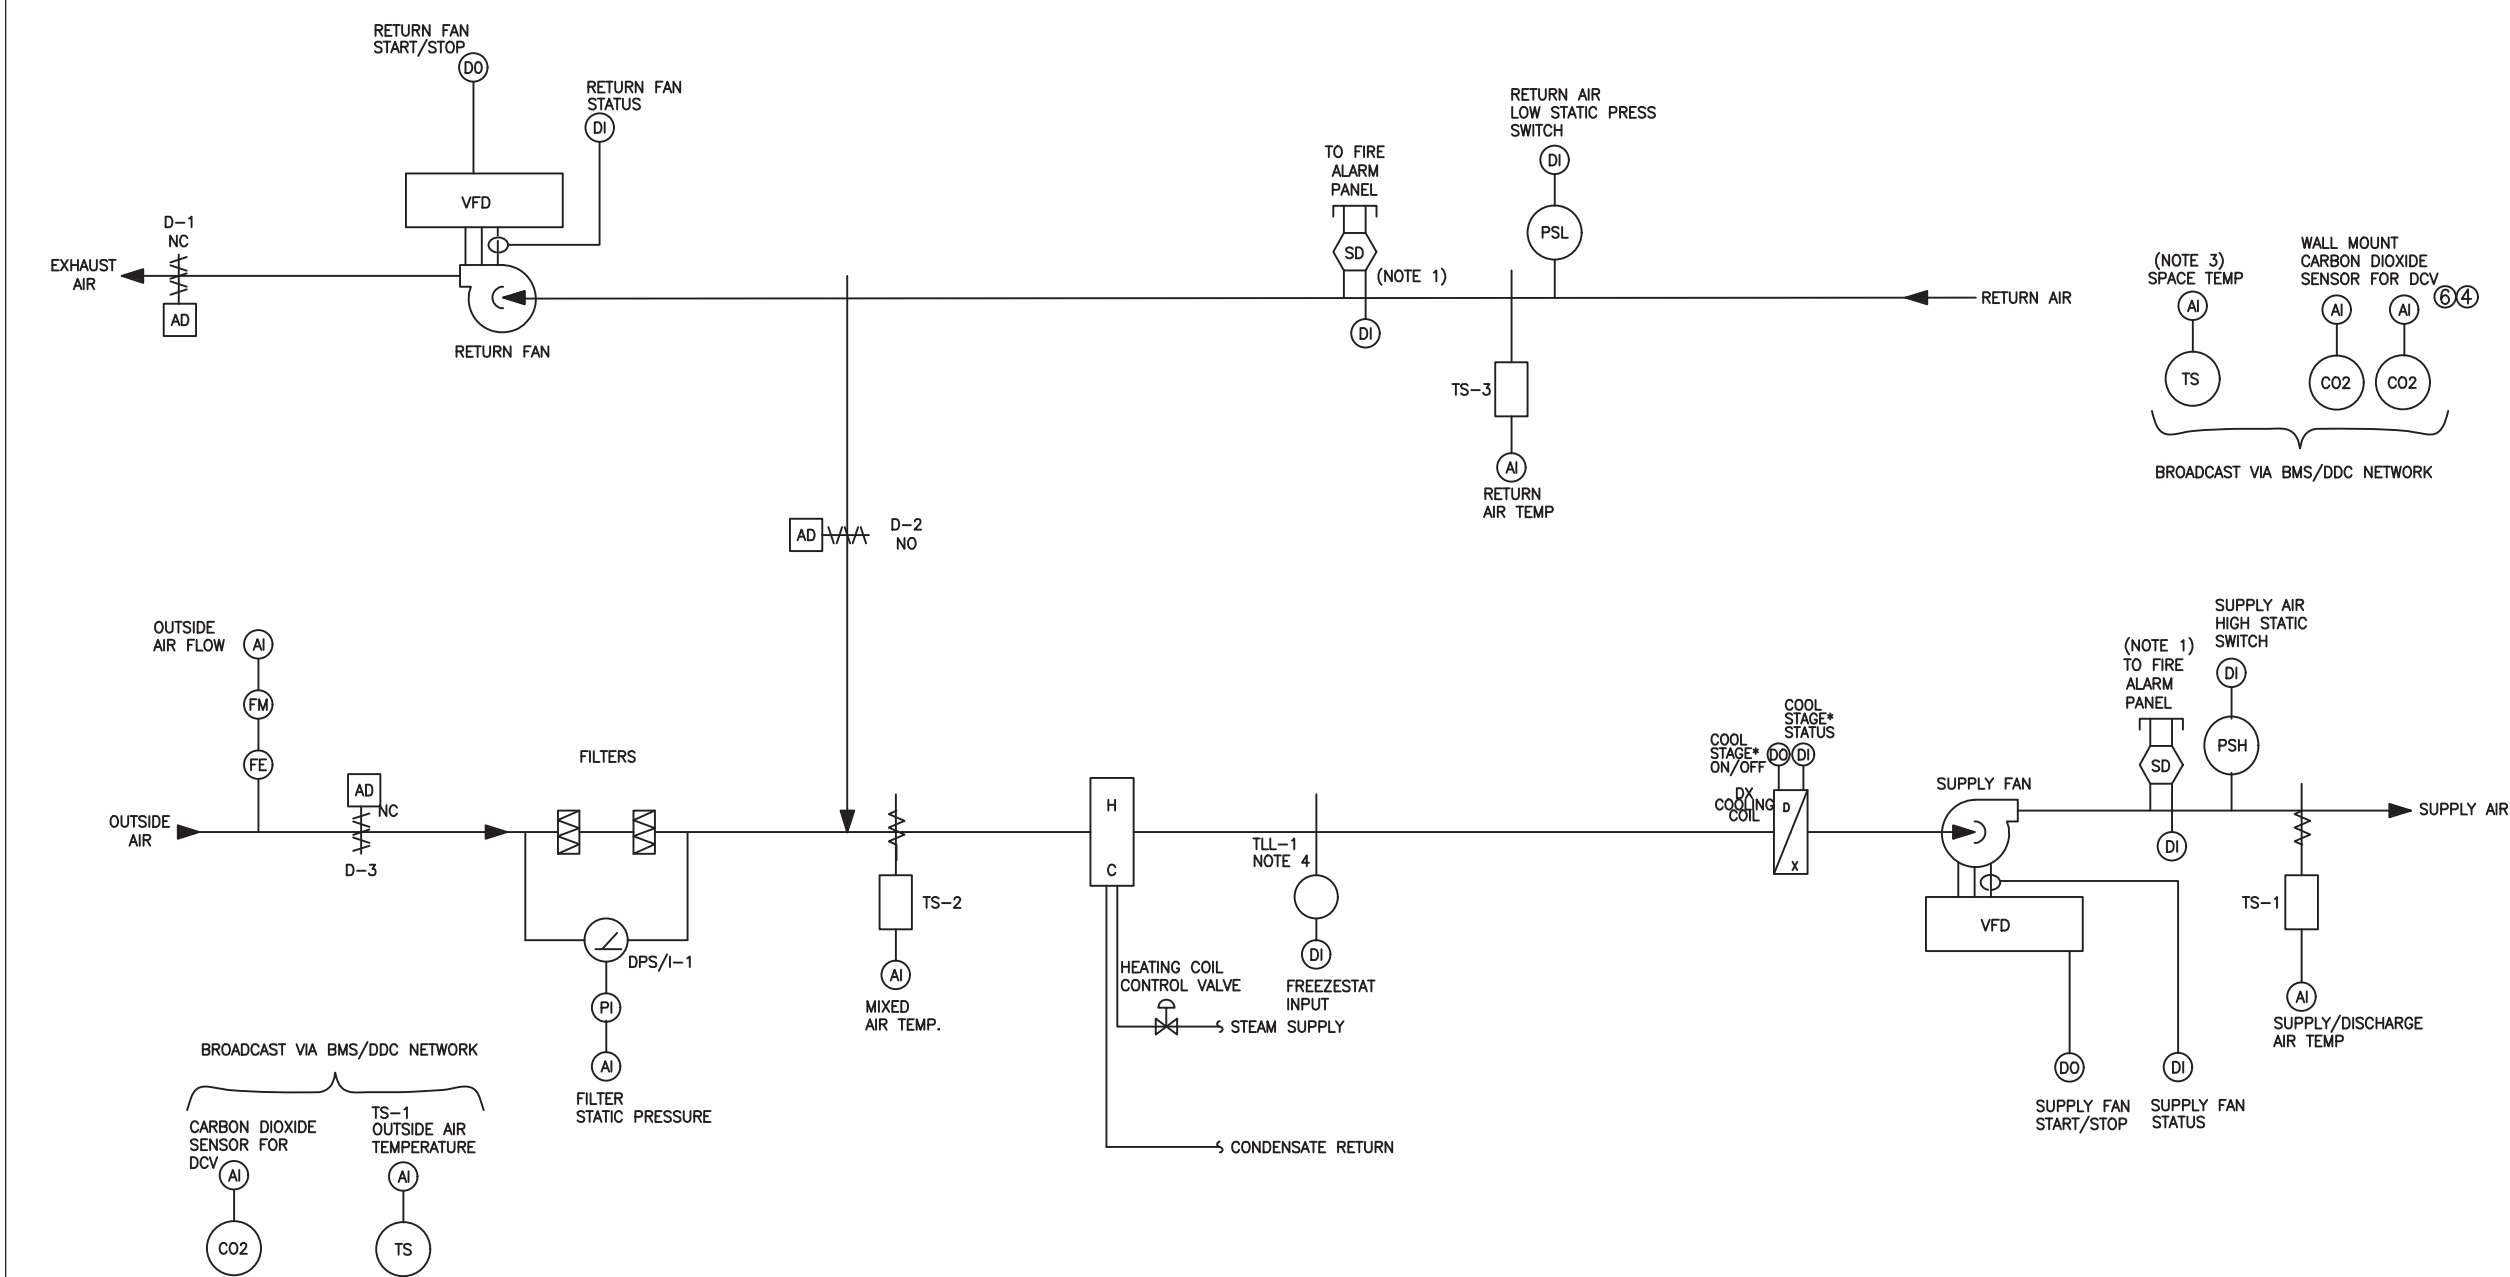 RETURN FAN
START/STOP
DO
RETURN FAN
STATUS
DI
VFD
D-1
NC
EXHAUST
AIR
AD
RETURN FAN
TO FIRE
ALARM
PANEL
SD
(NOTE 1)
DI
RETURN AIR
LOW STATIC PRESS
SWITCH
DI
PSL
RETURN AIR
TS-3
AI
RETURN
AIR TEMP
(NOTE 3)
SPACE TEMP
AI
TS
WALL MOUNT
CARBON DIOXIDE
SENSOR FOR DCV
6 4
AI AI
CO2 CO2
BROADCAST VIA BMS/DDC NETWORK
AD
D-2
NO
OUTSIDE
AIR FLOW
AI
FM
FE
OUTSIDE
AIR
AD
NC
D-3
FILTERS
DPS/I-1
PI
AI
FILTER
STATIC PRESSURE
TS-2
AI
MIXED
AIR TEMP.
H
C
HEATING COIL
CONTROL VALVE
STEAM SUPPLY
CONDENSATE RETURN
TLL-1
NOTE 4
DI
FREEZESTAT
INPUT
COOL
STAGE*
STATUS
COOL
STAGE*
ON/OFF
DO DI
DX
COOLING
COIL
D
X
SUPPLY FAN
VFD
DO
SUPPLY FAN
START/STOP
DI
SUPPLY FAN
STATUS
(NOTE 1)
TO FIRE
ALARM
PANEL
SD
DI
SUPPLY AIR
HIGH STATIC
SWITCH
DI
PSH
SUPPLY AIR
TS-1
AI
SUPPLY/DISCHARGE
AIR TEMP
BROADCAST VIA BMS/DDC NETWORK
CARBON DIOXIDE
SENSOR FOR
DCV
AI
CO2
TS-1
OUTSIDE AIR
TEMPERATURE
AI
TS